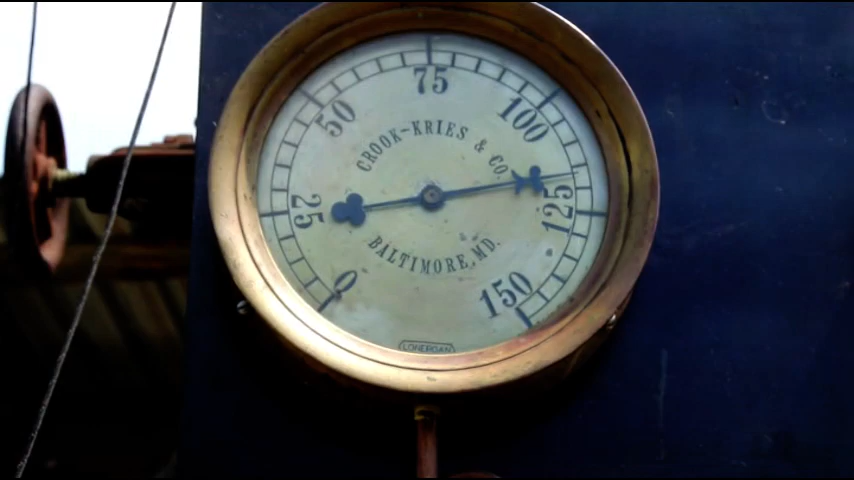 0
25
50
75
100
125
150
CROOK-KRIES & CO.
BALTIMORE, MD.
LONERGAN